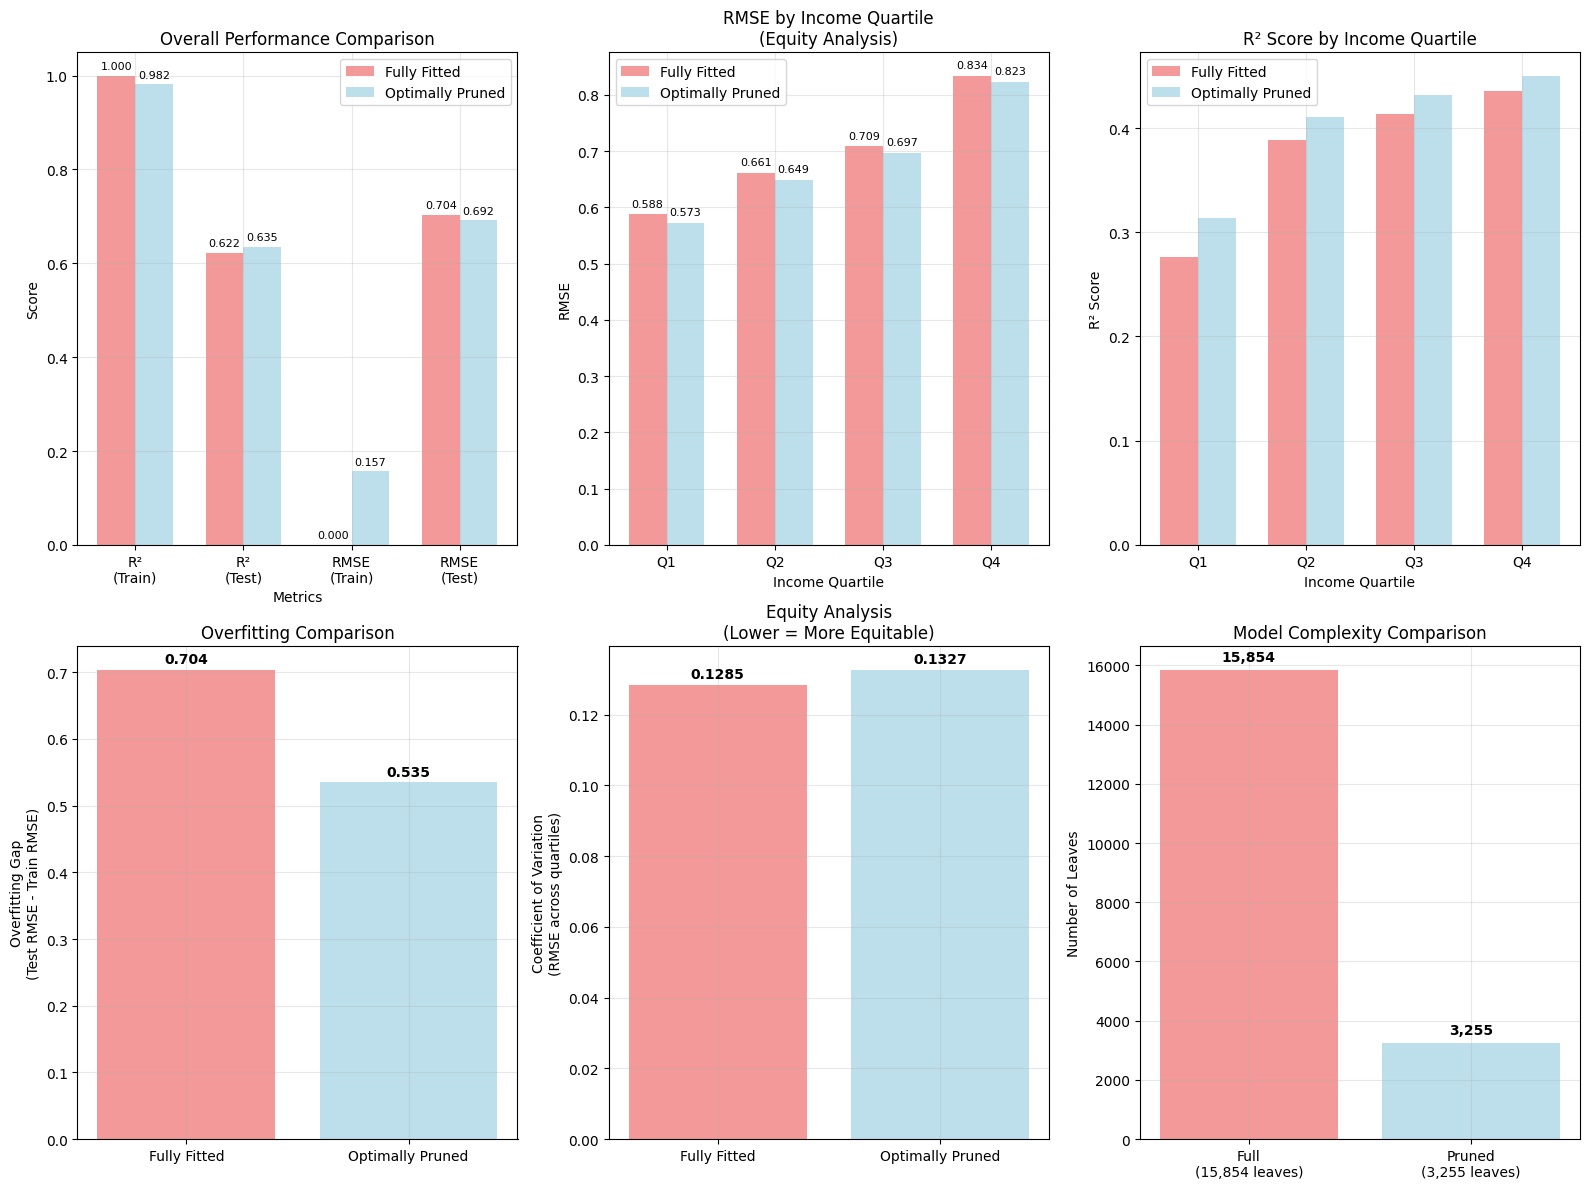 Overall Performance Comparison
1.000
0.982
0.622
0.635
0.000
0.157
0.704
0.692
Fully Fitted
Optimally Pruned
Score
1.0
0.8
0.6
0.4
0.2
0.0
R²
(Train)
R²
(Test)
RMSE
(Train)
RMSE
(Test)
Metrics
RMSE by Income Quartile
(Equity Analysis)
Fully Fitted
Optimally Pruned
0.588
0.573
0.661
0.649
0.709
0.697
0.834
0.823
RMSE
0.8
0.7
0.6
0.5
0.4
0.3
0.2
0.1
0.0
Q1
Q2
Q3
Q4
Income Quartile
R² Score by Income Quartile
Fully Fitted
Optimally Pruned
R² Score
0.4
0.3
0.2
0.1
0.0
Q1
Q2
Q3
Q4
Income Quartile
Overfitting Comparison
0.704
0.535
Overfitting Gap
(Test RMSE - Train RMSE)
0.7
0.6
0.5
0.4
0.3
0.2
0.1
0.0
Fully Fitted
Optimally Pruned
Equity Analysis
(Lower = More Equitable)
0.1285
0.1327
Coefficient of Variation
(RMSE across quartiles)
0.12
0.10
0.08
0.06
0.04
0.02
0.00
Fully Fitted
Optimally Pruned
Model Complexity Comparison
15,854
3,255
Number of Leaves
16000
14000
12000
10000
8000
6000
4000
2000
0
Full
(15,854 leaves)
Pruned
(3,255 leaves)